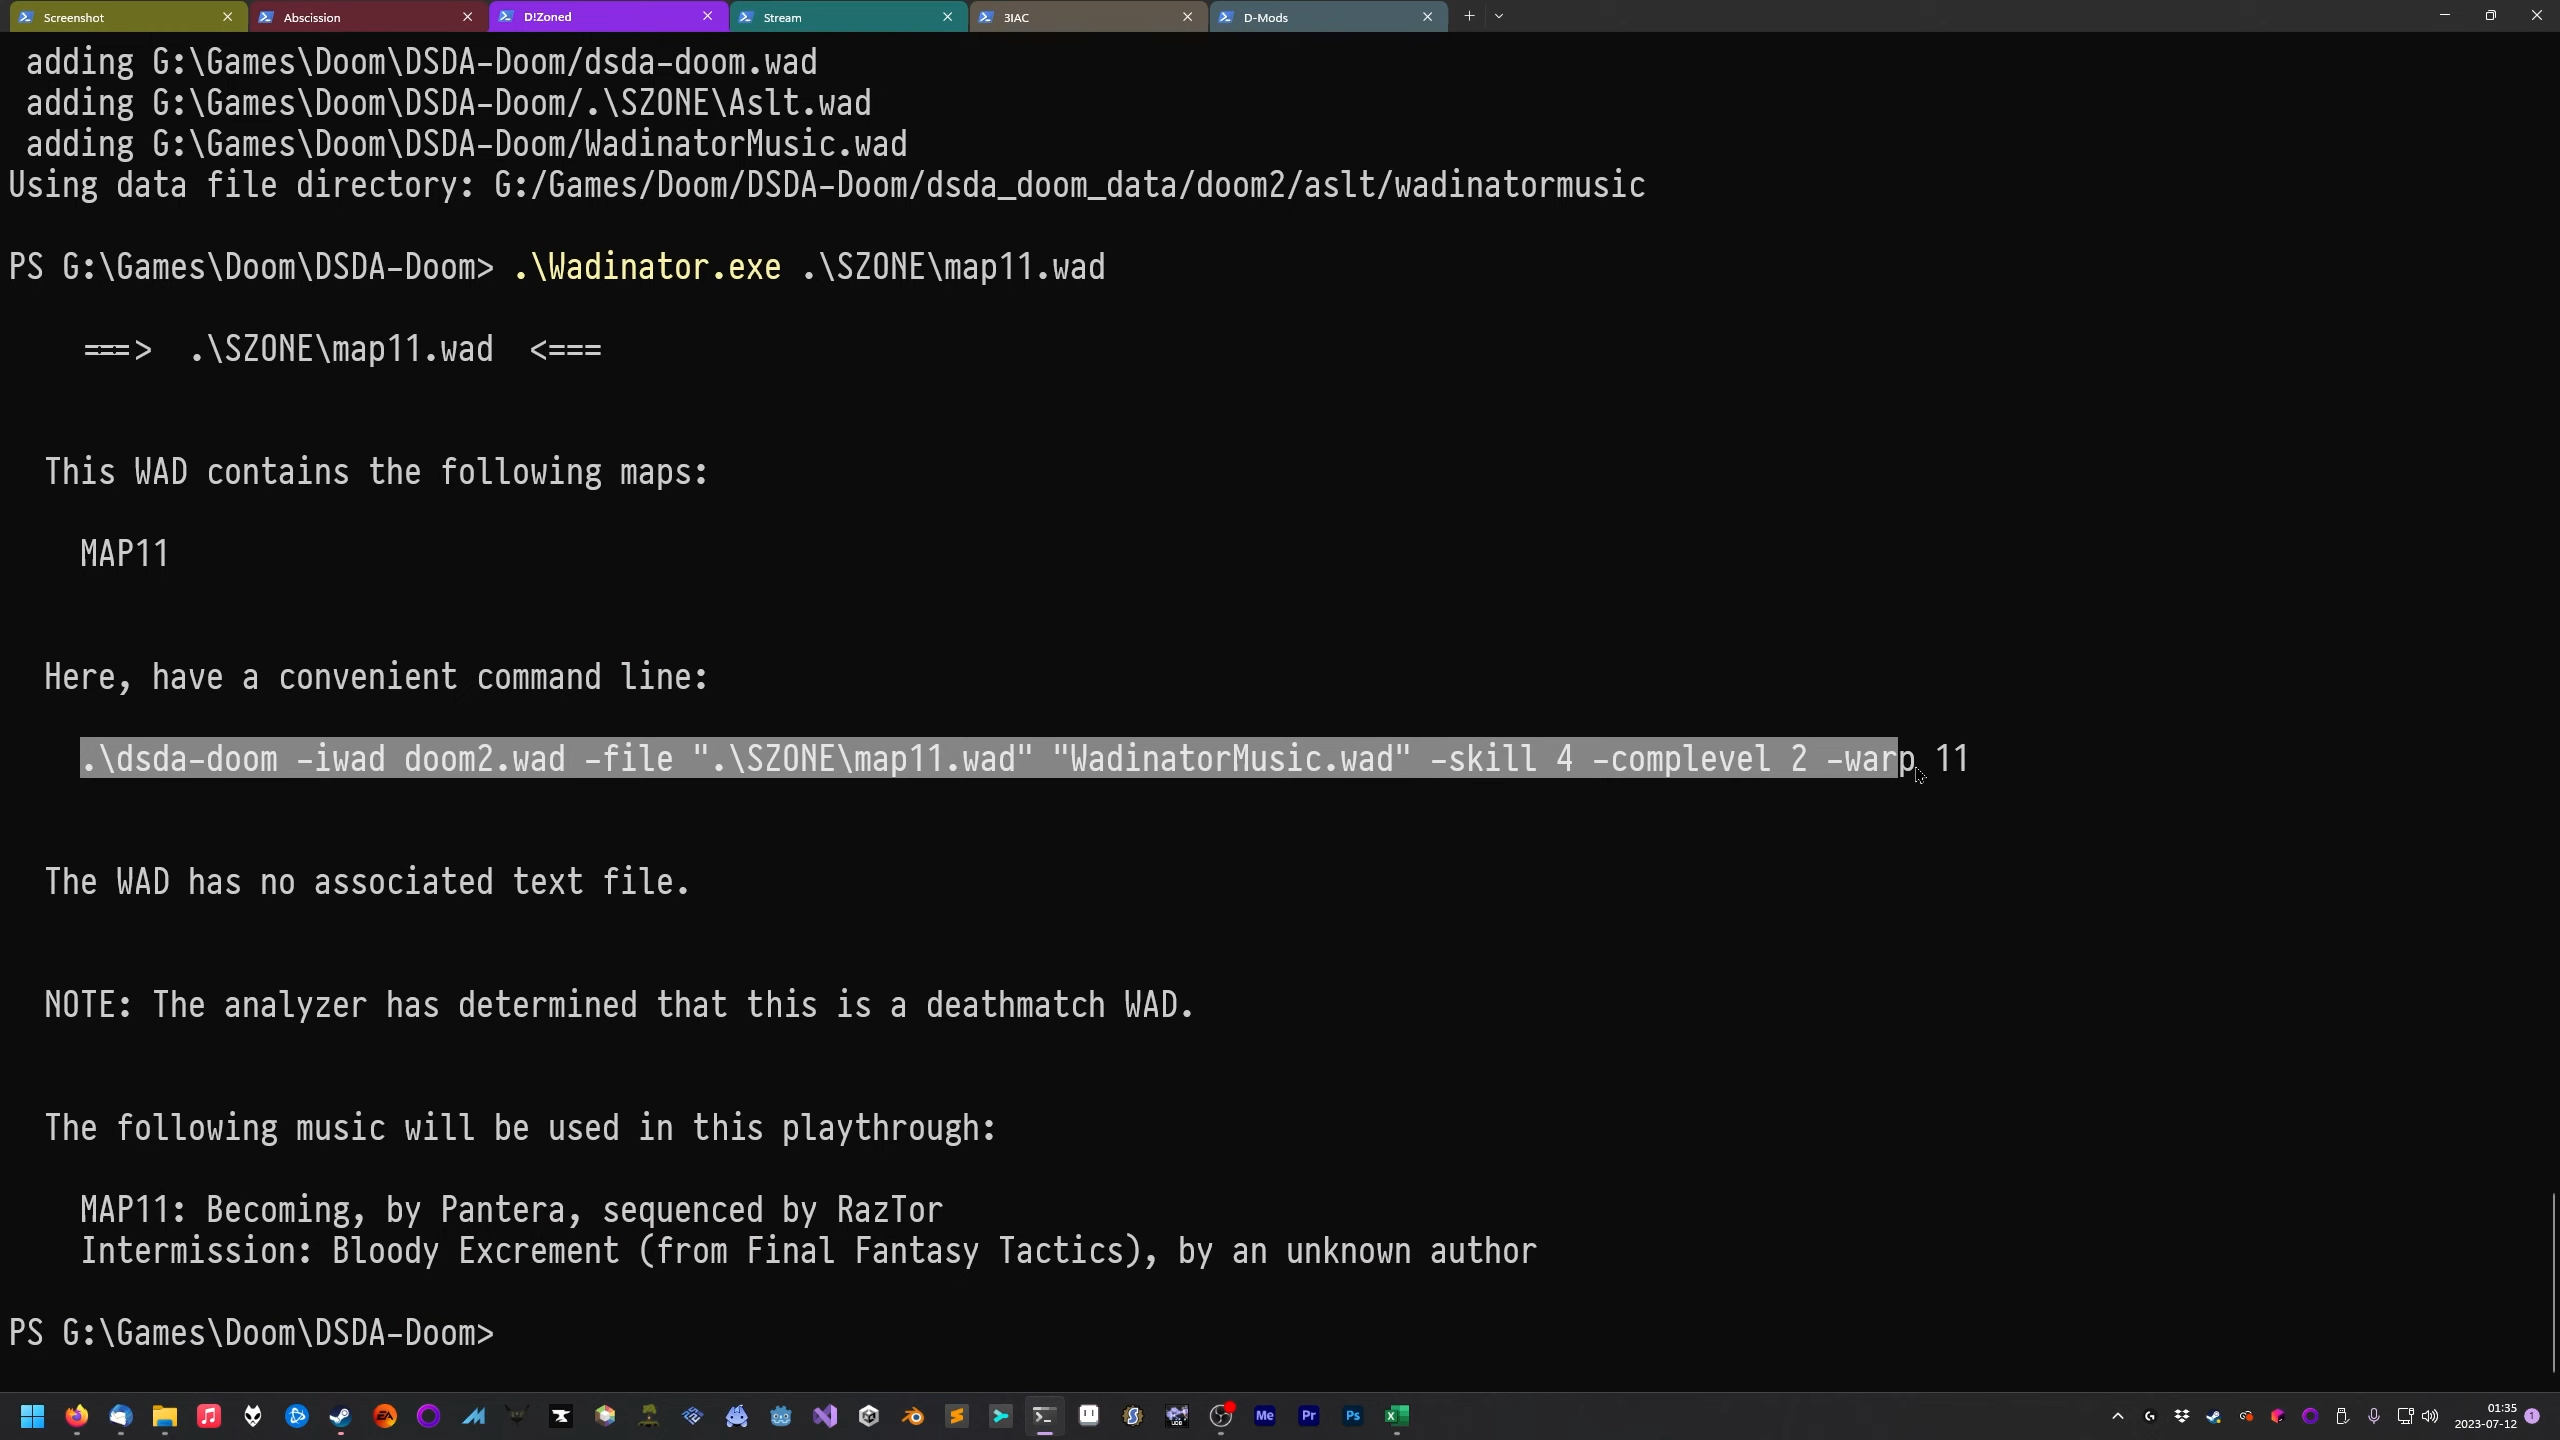 Screenshot
Abscission
D!Zoned
Stream
3IAC
D-Mods
adding G:\Games\Doom\DSDA-Doom/dsda-doom.wad
adding G:\Games\Doom\DSDA-Doom/.\SZONE\Aslt.wad
adding G:\Games\Doom\DSDA-Doom/WadinatorMusic.wad
Using data file directory: G:/Games/Doom/DSDA-Doom/dsda_doom_data/doom2/aslt/wadinatormusic
PS G:\Games\Doom\DSDA-Doom> .\Wadinator.exe .\SZONE\map11.wad
===> .\SZONE\map11.wad <===
This WAD contains the following maps:
MAP11
Here, have a convenient command line:
.\dsda-doom -iwad doom2.wad -file ".\SZONE\map11.wad" "WadinatorMusic.wad" -skill 4 -complevel 2 -warp 11
The WAD has no associated text file.
NOTE: The analyzer has determined that this is a deathmatch WAD.
The following music will be used in this playthrough:
MAP11: Becoming, by Pantera, sequenced by RazTor
Intermission: Bloody Excrement (from Final Fantasy Tactics), by an unknown author
PS G:\Games\Doom\DSDA-Doom>
EA
UCB
Me
Pr
Ps
01:35
2023-07-12
1